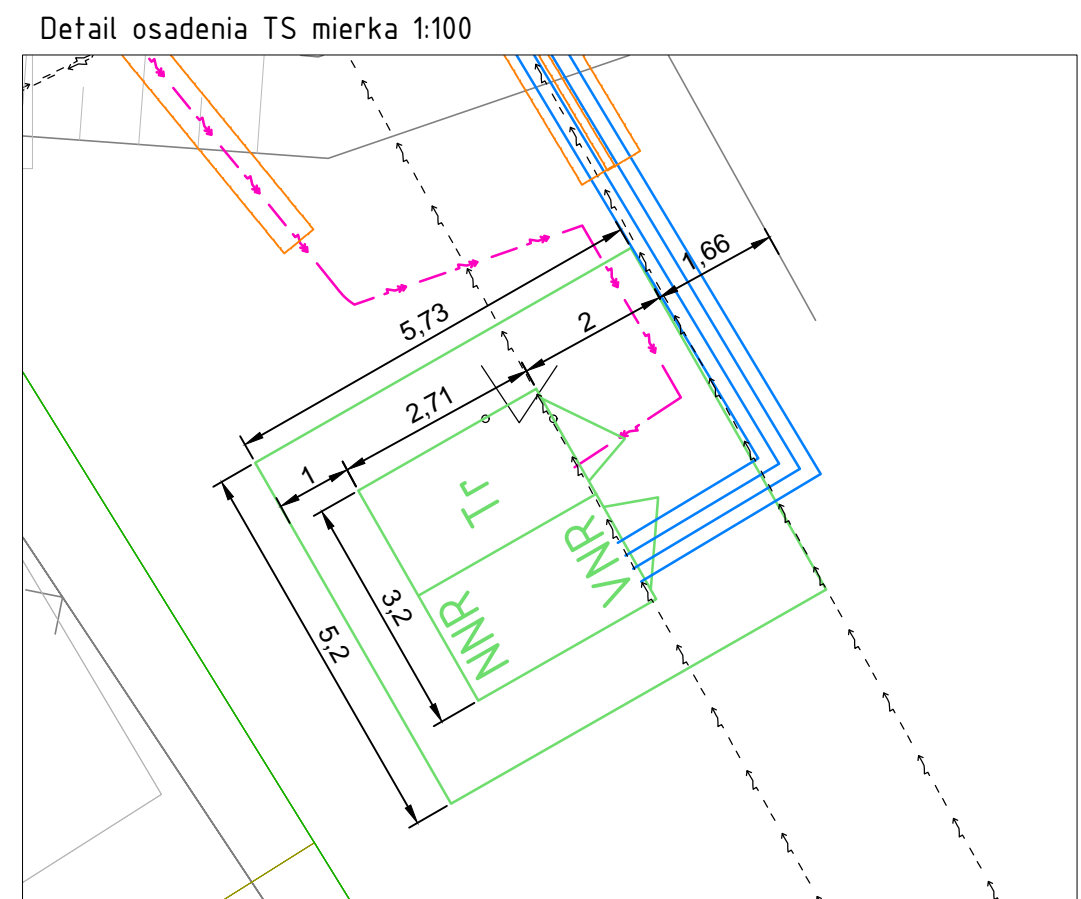 Detail osadenia TS mierka 1:100
1,66
5,73
2
2,71
1
Tr
VNR
3,2
NNR
5,2